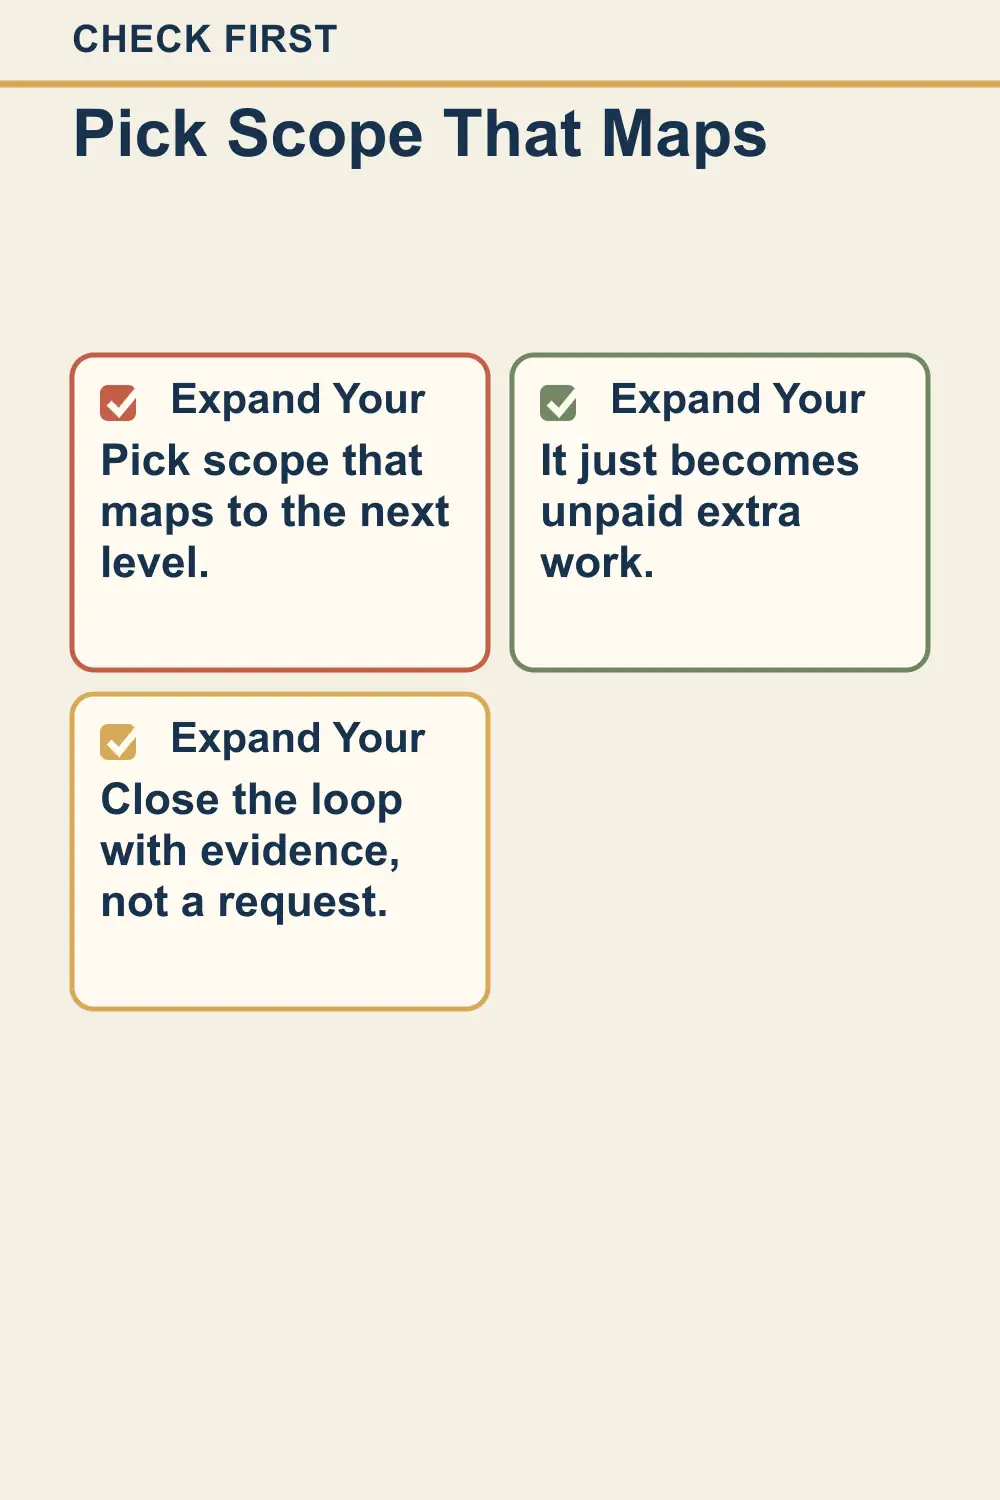 CHECK FIRST
Pick Scope That Maps
Expand Your
Pick scope that
maps to the next
level.
Expand Your
It just becomes
unpaid extra
work.
Expand Your
Close the loop
with evidence,
not a request.